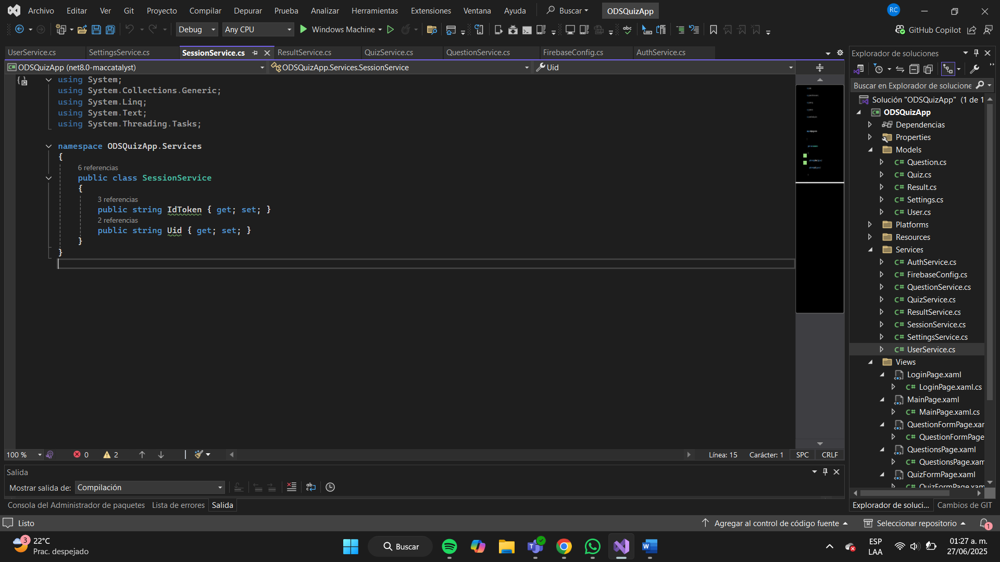 Archivo Editar Ver Git Proyecto Compilar Depurar Prueba Analizar Herramientas Extensiones Ventana Ayuda Buscar ODSQuizApp RC
Debug Any CPU Windows Machine abc GitHub Copilot
UserService.cs SettingsService.cs SessionService.cs ResultService.cs QuizService.cs QuestionService.cs FirebaseConfig.cs AuthService.cs
ODSQuizApp (net8.0-maccatalyst) ODSQuizApp.Services.SessionService Uid
using System;
using System.Collections.Generic;
using System.Linq;
using System.Text;
using System.Threading.Tasks;
namespace ODSQuizApp.Services
{
6 referencias
public class SessionService
{
3 referencias
public string IdToken { get; set; }
2 referencias
public string Uid { get; set; }
}
}
100 % 0 2 Línea: 15 Carácter: 1 SPC CRLF
Salida
Mostrar salida de: Compilación
Consola del Administrador de paquetes Lista de errores Salida
Explorador de soluciones
Buscar en Explorador de solucione
Solución "ODSQuizApp" (1 de 1
C# ODSQuizApp
Dependencias
Properties
Models
C# Question.cs
C# Quiz.cs
C# Result.cs
C# Settings.cs
C# User.cs
Platforms
Resources
Services
C# AuthService.cs
C# FirebaseConfig.cs
C# QuestionService.cs
C# QuizService.cs
C# ResultService.cs
C# SessionService.cs
C# SettingsService.cs
C# UserService.cs
Views
LoginPage.xaml
C# LoginPage.xaml.cs
MainPage.xaml
C# MainPage.xaml.cs
QuestionFormPage.xar
C# QuestionFormPage
QuestionsPage.xaml
C# QuestionsPage.xam
QuizFormPage.xaml
C# QuizFormPage.xam
Explorador de soluci... Cambios de GIT
Listo Agregar al control de código fuente Seleccionar repositorio 1
3 22°C
Prac. despejado
Buscar
ESP
LAA
01:27 a. m.
27/06/2025